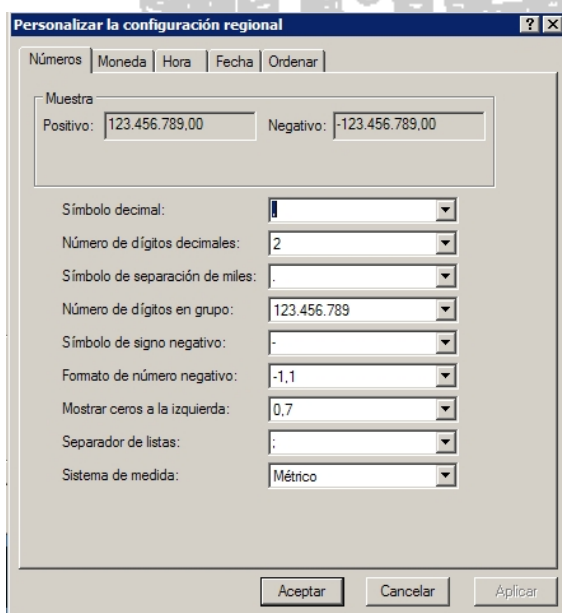 Personalizar la configuración regional
Números Moneda Hora Fecha Ordenar
Muestra
Positivo: 123.456.789,00 Negativo: -123.456.789,00
Símbolo decimal: ,
Número de dígitos decimales: 2
Símbolo de separación de miles: .
Número de dígitos en grupo: 123.456.789
Símbolo de signo negativo: -
Formato de número negativo: -1,1
Mostrar ceros a la izquierda: 0,7
Separador de listas: ;
Sistema de medida: Métrico
Aceptar Cancelar Aplicar